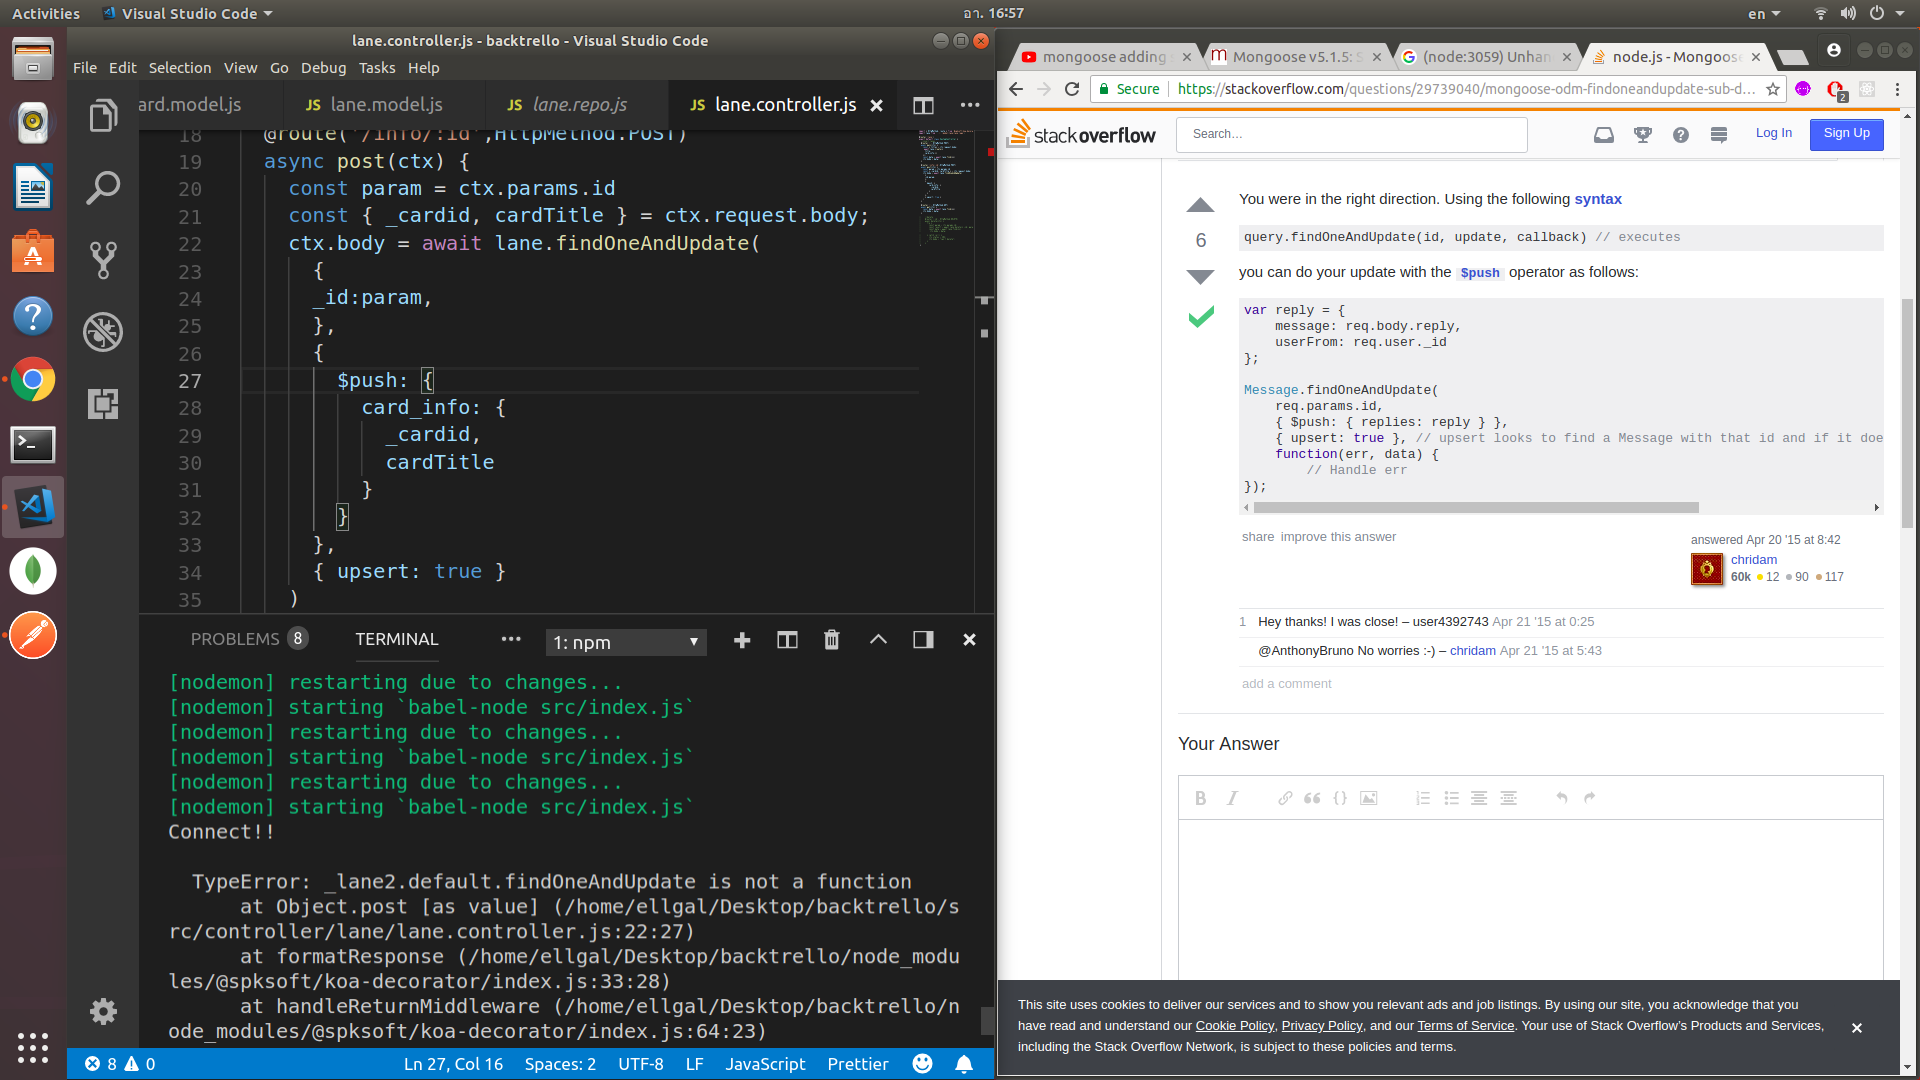 Activities
Visual Studio Code
อา. 16:57
en
lane.controller.js - backtrello - Visual Studio Code
File Edit Selection View Go Debug Tasks Help
ard.model.js
JS lane.model.js
JS lane.repo.js
JS lane.controller.js
18 @route('/info/:id',HttpMethod.POST)
19 async post(ctx) {
20 const param = ctx.params.id
21 const { _cardid, cardTitle } = ctx.request.body;
22 ctx.body = await lane.findOneAndUpdate(
23 {
24 _id:param,
25 },
26 {
27 $push: {
28 card_info: {
29 _cardid,
30 cardTitle
31 }
32 }
33 },
34 { upsert: true }
35 )
PROBLEMS 8
TERMINAL
1: npm
[nodemon] restarting due to changes...
[nodemon] starting `babel-node src/index.js`
[nodemon] restarting due to changes...
[nodemon] starting `babel-node src/index.js`
[nodemon] restarting due to changes...
[nodemon] starting `babel-node src/index.js`
Connect!!
TypeError: _lane2.default.findOneAndUpdate is not a function
at Object.post [as value] (/home/ellgal/Desktop/backtrello/s
rc/controller/lane/lane.controller.js:22:27)
at formatResponse (/home/ellgal/Desktop/backtrello/node_modu
les/@spksoft/koa-decorator/index.js:33:28)
at handleReturnMiddleware (/home/ellgal/Desktop/backtrello/n
ode_modules/@spksoft/koa-decorator/index.js:64:23)
8 0 Ln 27, Col 16 Spaces: 2 UTF-8 LF JavaScript Prettier
mongoose adding
Mongoose v5.1.5: S
(node:3059) Unhan
node.js - Mongoose
Secure https://stackoverflow.com/questions/29739040/mongoose-odm-findoneandupdate-sub-d...
2
stackoverflow
Search...
Log In
Sign Up
You were in the right direction. Using the following syntax
6
query.findOneAndUpdate(id, update, callback) // executes
you can do your update with the $push operator as follows:
var reply = {
message: req.body.reply,
userFrom: req.user._id
};
Message.findOneAndUpdate(
req.params.id,
{ $push: { replies: reply } },
{ upsert: true }, // upsert looks to find a Message with that id and if it doe
function(err, data) {
// Handle err
});
share improve this answer
answered Apr 20 '15 at 8:42
chridam
60k 12 90 117
1 Hey thanks! I was close! – user4392743 Apr 21 '15 at 0:25
@AnthonyBruno No worries :-) – chridam Apr 21 '15 at 5:43
add a comment
Your Answer
B I
This site uses cookies to deliver our services and to show you relevant ads and job listings. By using our site, you acknowledge that you
have read and understand our Cookie Policy, Privacy Policy, and our Terms of Service. Your use of Stack Overflow's Products and Services,
including the Stack Overflow Network, is subject to these policies and terms.